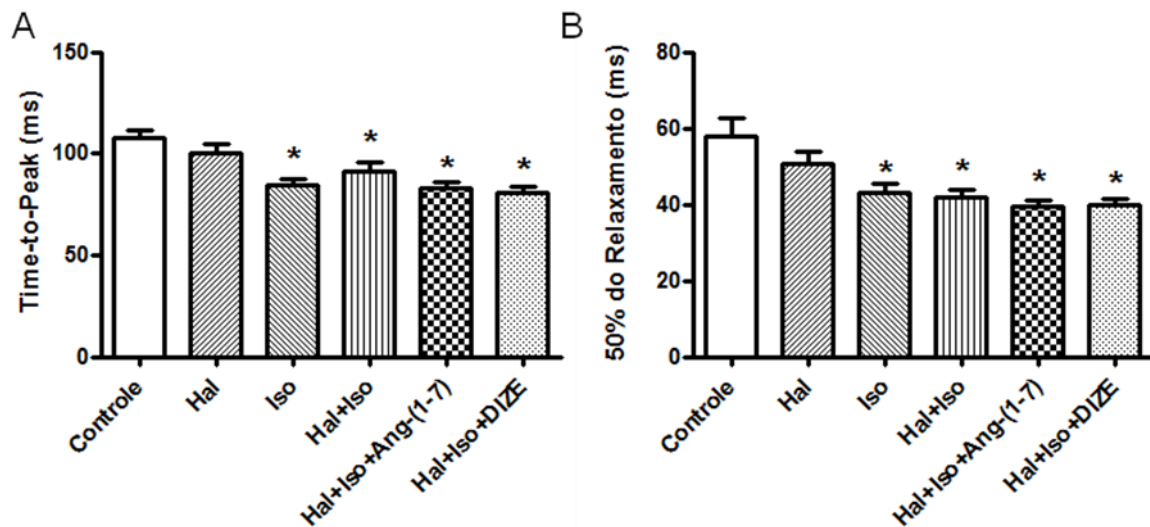 A
Time-to-Peak (ms)
150
100
50
0
*
*
*
*
Controle
Hal
Iso
Hal+Iso
Hal+Iso+Ang-(1-7)
Hal+Iso+DIZE
B
50% do Relaxamento (ms)
80
60
40
20
0
*
*
*
*
Controle
Hal
Iso
Hal+Iso
Hal+Iso+Ang-(1-7)
Hal+Iso+DIZE